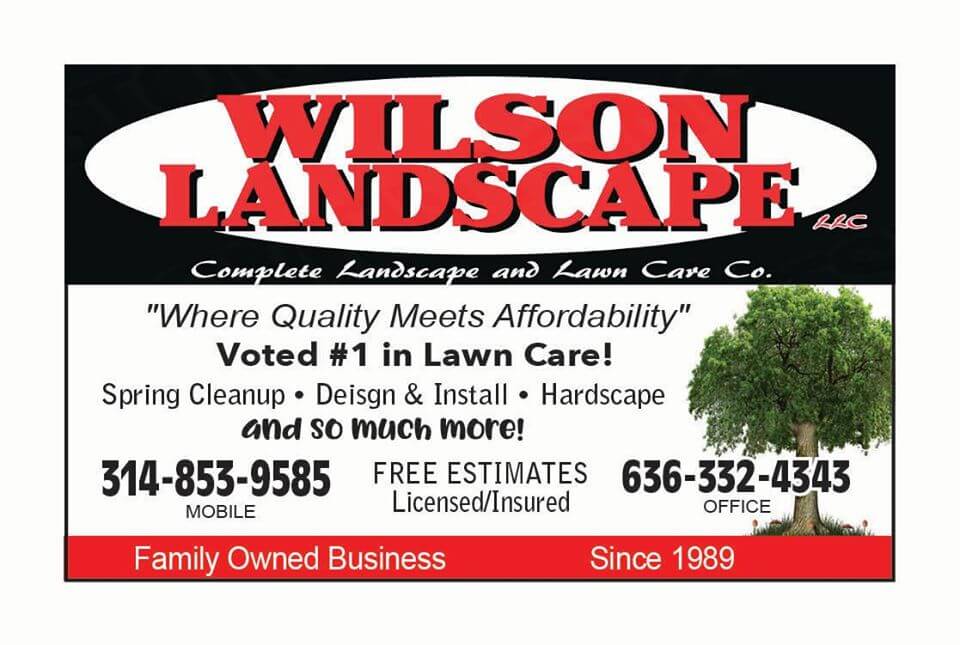 WILSON
LANDSCAPE LLC
Complete Landscape and Lawn Care Co.
"Where Quality Meets Affordability"
Voted #1 in Lawn Care!
Spring Cleanup • Deisgn & Install • Hardscape
and so much more!
314-853-9585 FREE ESTIMATES 636-332-4343
MOBILE Licensed/Insured OFFICE
Family Owned Business Since 1989